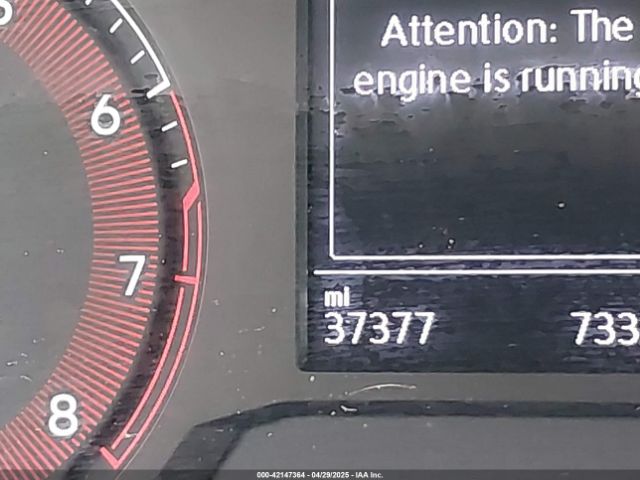 Attention: The
engine is running
6
7
8
mi
37377 733
000-42147364 - 04/29/2025 - IAA Inc.